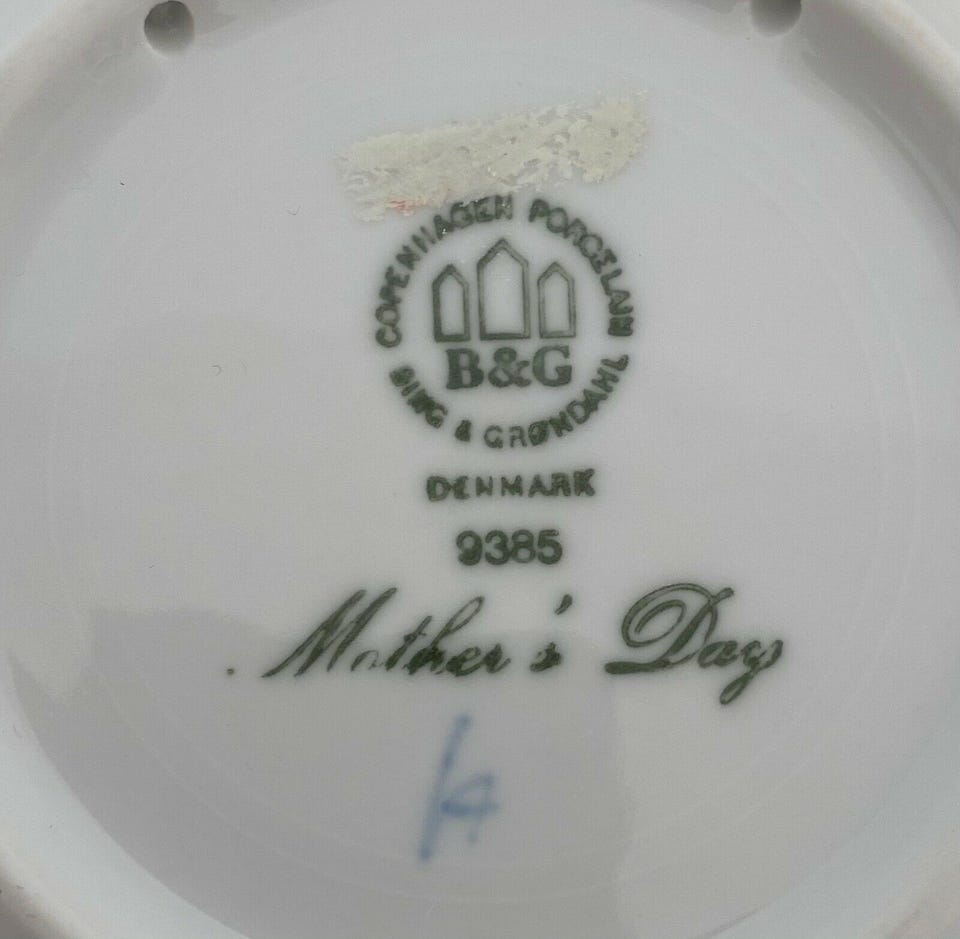 COPENHAGEN PORCELAIN
B&G
BING & GRØNDAHL
DENMARK
9385
Mother's Day